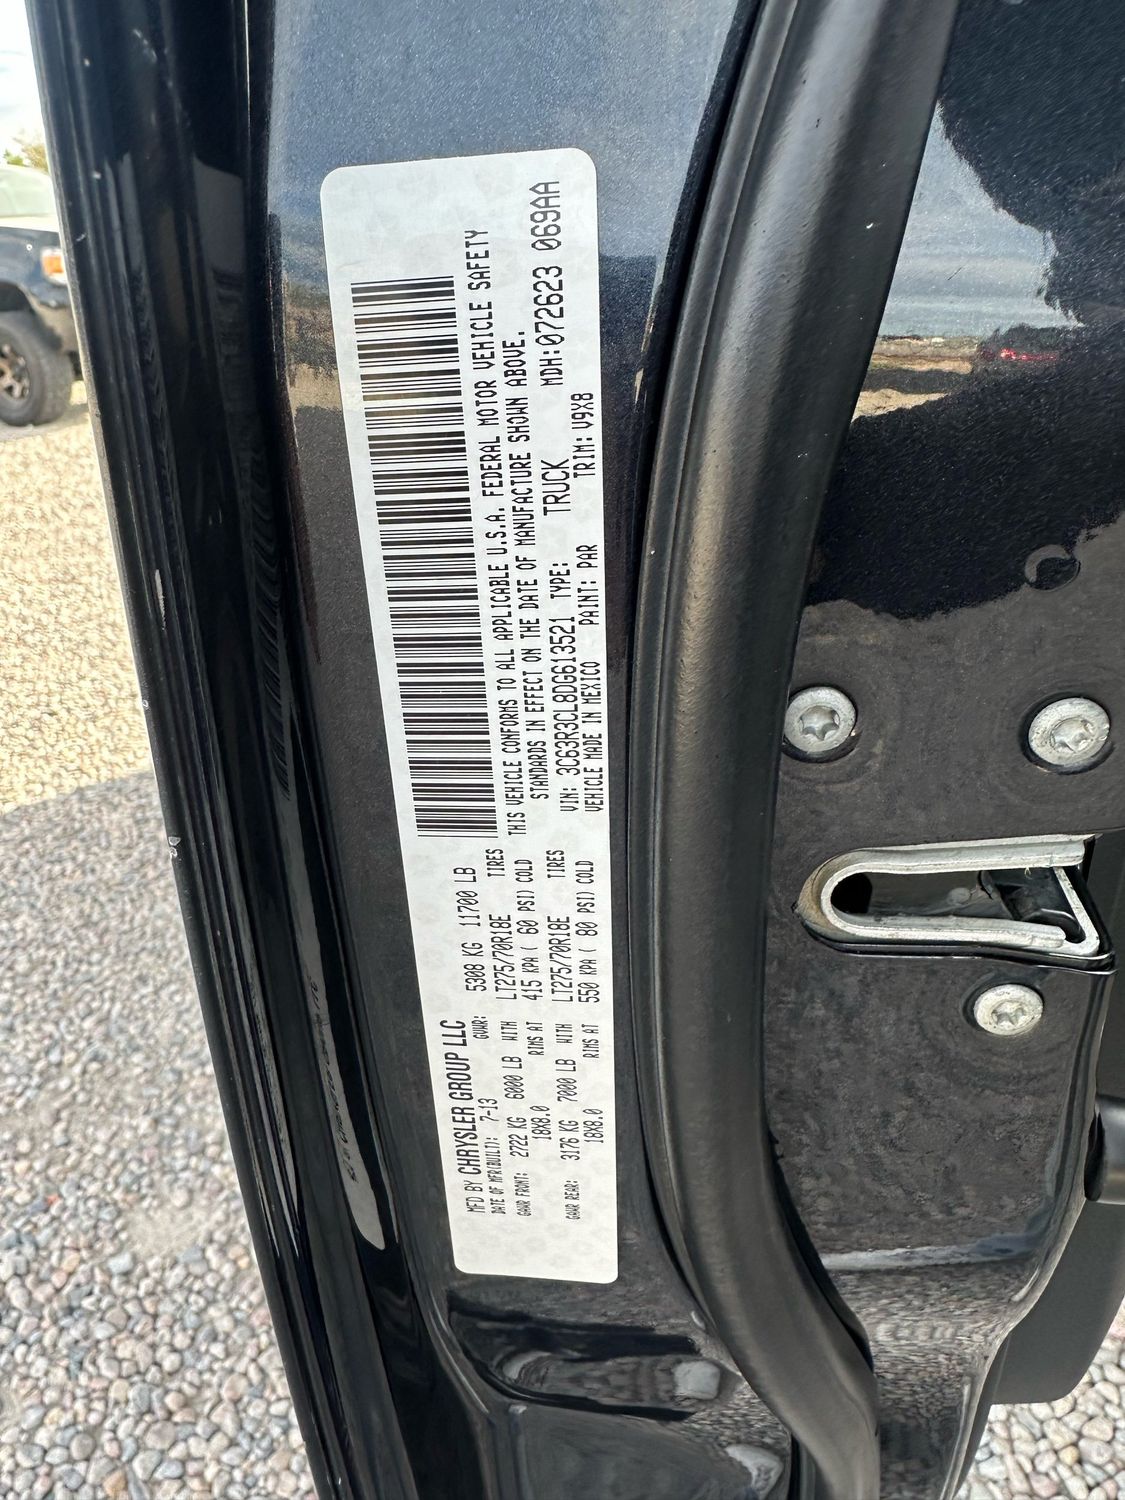 MFD BY CHRYSLER GROUP LLC
DATE OF MFR(BUILT): 7-13 GVWR: 5308 KG 11700 LB
GAWR FRONT: 2722 KG 6000 LB WITH LT275/70R18E TIRES
18X8.0 RIMS AT 415 KPA ( 60 PSI) COLD
GAWR REAR: 3176 KG 7000 LB WITH LT275/70R18E TIRES
18X8.0 RIMS AT 550 KPA ( 80 PSI) COLD
THIS VEHICLE CONFORMS TO ALL APPLICABLE U.S.A. FEDERAL MOTOR VEHICLE SAFETY
STANDARDS IN EFFECT ON THE DATE OF MANUFACTURE SHOWN ABOVE.
VIN: 3C63R3CL8DG613521 TYPE: TRUCK MDH:072623 069AA
VEHICLE MADE IN MEXICO PAINT: PAR TRIM: V9X8